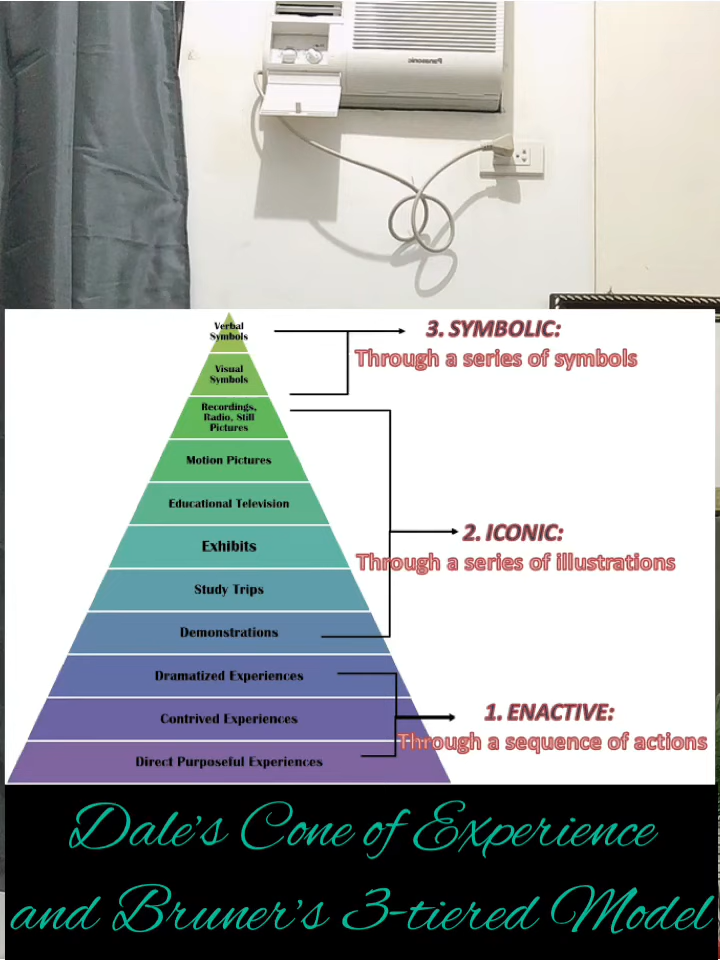 Panasonic
Verbal
Symbols
3. SYMBOLIC:
Through a series of symbols
Visual
Symbols
Recordings,
Radio, Still
Pictures
Motion Pictures
Educational Television
2. ICONIC:
Exhibits
Through a series of illustrations
Study Trips
Demonstrations
Dramatized Experiences
1. ENACTIVE:
Contrived Experiences
Through a sequence of actions
Direct Purposeful Experiences
Dale's Cone of Experience
and Bruner's 3-tiered Model